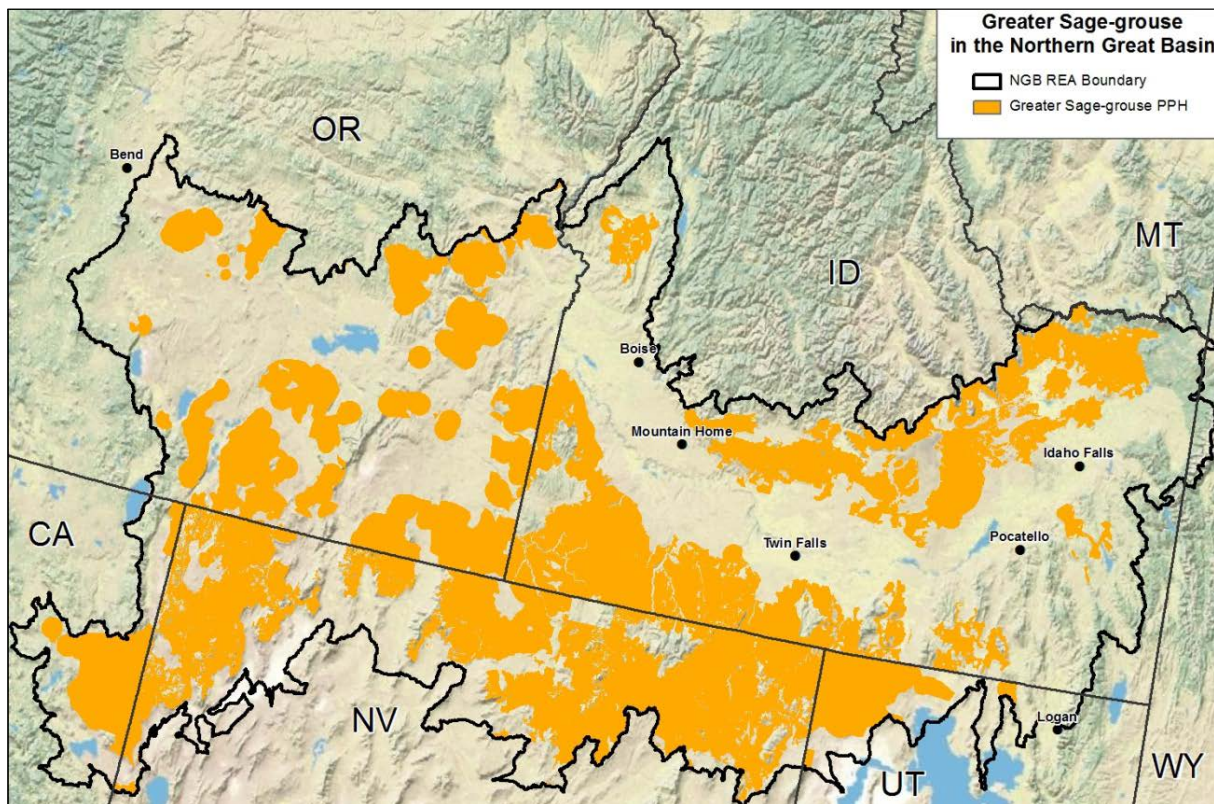 Greater Sage-grouse
in the Northern Great Basin
NGB REA Boundary
Greater Sage-grouse PPH
OR
Bend
MT
ID
Boise
Mountain Home
Idaho Falls
CA
Twin Falls
Pocatello
NV
Logan
UT
WY